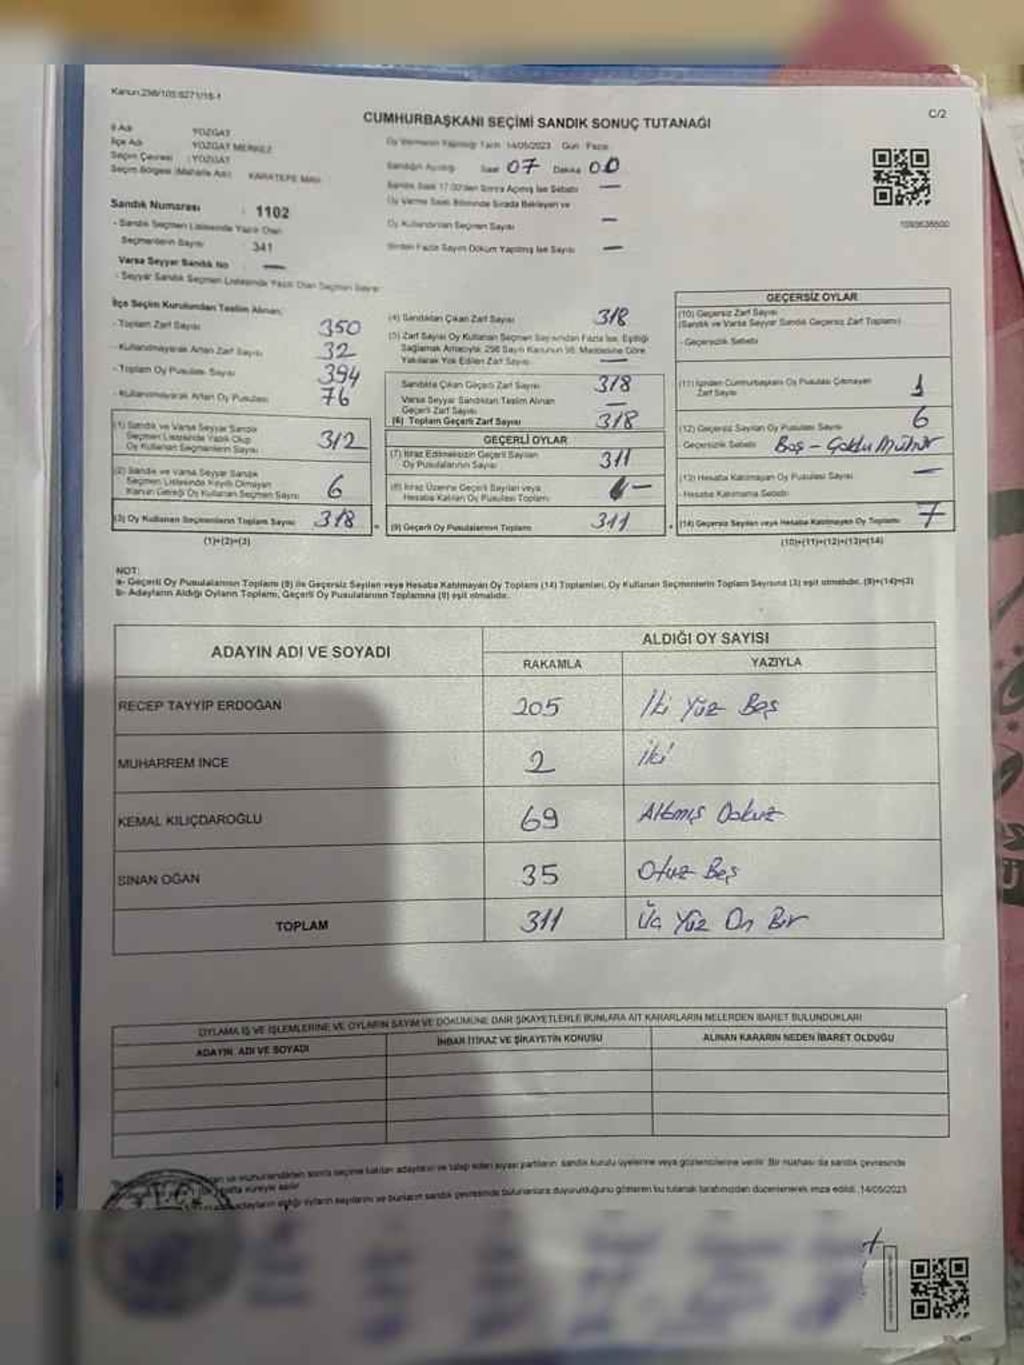 Kanun:298/105;6271/15-1
C/2
CUMHURBAŞKANI SEÇİMİ SANDIK SONUÇ TUTANAĞI
İl Adı YOZGAT
İlçe Adı YOZGAT MERKEZ
Seçim Çevresi : YOZGAT
Seçim Bölgesi (Mahalle Adı) KARATEPE MAH.
Oy Vermenin Yapıldığı Tarih 14/05/2023 Gün Pazar
Sandığın Açıldığı Saat 07 Dakika 00
Sandık Saat 17.00'den Sonra Açılmış İse Sebebi —
Oy Verme Saati Bitiminde Sırada Bekleyen ve
Oy Kullandırılan Seçmen Sayısı —
Birden Fazla Sayım Döküm Yapılmış İse Sayısı —
Sandık Numarası : 1102
- Sandık Seçmen Listesinde Yazılı Olan
Seçmenlerin Sayısı 341
Varsa Seyyar Sandık No —
- Seyyar Sandık Seçmen Listesinde Yazılı Olan Seçmen Sayısı
İlçe Seçim Kurulundan Teslim Alınan;
- Toplam Zarf Sayısı 350
- Kullanılmayarak Artan Zarf Sayısı 32
- Toplam Oy Pusulası Sayısı 394
- Kullanılmayarak Artan Oy Pusulası 76
(1) Sandık ve Varsa Seyyar Sandık
Seçmen Listesinde Yazılı Olup
Oy Kullanan Seçmenlerin Sayısı 312
(2) Sandık ve Varsa Seyyar Sandık
Seçmen Listesinde Kayıtlı Olmayan
Kanun Gereği Oy Kullanan Seçmen Sayısı 6
(3) Oy Kullanan Seçmenlerin Toplam Sayısı 318
(1)+(2)=(3)
(4) Sandıktan Çıkan Zarf Sayısı 318
(5) Zarf Sayısı Oy Kullanan Seçmen Sayısından Fazla İse, Eşitliği
Sağlamak Amacıyla; 298 Sayılı Kanunun 98. Maddesine Göre
Yakılarak Yok Edilen Zarf Sayısı —
Sandıkta Çıkan Geçerli Zarf Sayısı 318
Varsa Seyyar Sandıktan Teslim Alınan
Geçerli Zarf Sayısı —
(6) Toplam Geçerli Zarf Sayısı 318
GEÇERLİ OYLAR
(7) İtiraz Edilmeksizin Geçerli Sayılan
Oy Pusulalarının Sayısı 311
(8) İtiraz Üzerine Geçerli Sayılan veya
Hesaba Katılan Oy Pusulası Toplamı —
(9) Geçerli Oy Pusulalarının Toplamı 311
GEÇERSİZ OYLAR
(10) Geçersiz Zarf Sayısı
(Sandık ve Varsa Seyyar Sandık Geçersiz Zarf Toplamı)
- Geçersizlik Sebebi
(11) İçinden Cumhurbaşkanı Oy Pusulası Çıkmayan
Zarf Sayısı 1
(12) Geçersiz Sayılan Oy Pusulası Sayısı 6
Geçersizlik Sebebi Boş - Çoklu Mühür
(13) Hesaba Katılmayan Oy Pusulası Sayısı —
- Hesaba Katılmama Sebebi
(14) Geçersiz Sayılan veya Hesaba Katılmayan Oy Toplamı 7
(10)+(11)+(12)+(13)=(14)
NOT:
a- Geçerli Oy Pusulalarının Toplamı (9) ile Geçersiz Sayılan veya Hesaba Katılmayan Oy Toplamı (14) Toplamları, Oy Kullanan Seçmenlerin Toplam Sayısına (3) eşit olmalıdır. (9)+(14)=(3)
b- Adayların Aldığı Oyların Toplamı, Geçerli Oy Pusulalarının Toplamına (9) eşit olmalıdır.
ADAYIN ADI VE SOYADI
ALDIĞI OY SAYISI
RAKAMLA YAZIYLA
RECEP TAYYİP ERDOĞAN 205 İki Yüz Beş
MUHARREM İNCE 2 İki
KEMAL KILIÇDAROĞLU 69 Altmış Dokuz
SİNAN OĞAN 35 Otuz Beş
TOPLAM 311 Üç Yüz On Bir
OYLAMA İŞ VE İŞLEMLERİNE VE OYLARIN SAYIM VE DÖKÜMÜNE DAİR ŞİKAYETLERLE BUNLARA AİT KARARLARIN NELERDEN İBARET BULUNDUKLARI
ADAYIN ADI VE SOYADI İHBAR İTİRAZ VE ŞİKAYETİN KONUSU ALINAN KARARIN NEDEN İBARET OLDUĞU
sonra seçime katılan adayların ve talep eden siyasi partilerin sandık kurulu üyelerine veya gözlemcilerine verilir. Bir nüshası da sandık çevresinde
hafta süreyle asılır.
adayların aldığı oyların sayılarını ve bunların sandık çevresinde bulunanlara duyurulduğunu gösteren bu tutanak tarafımızdan düzenlenerek imza edildi. 14/05/2023